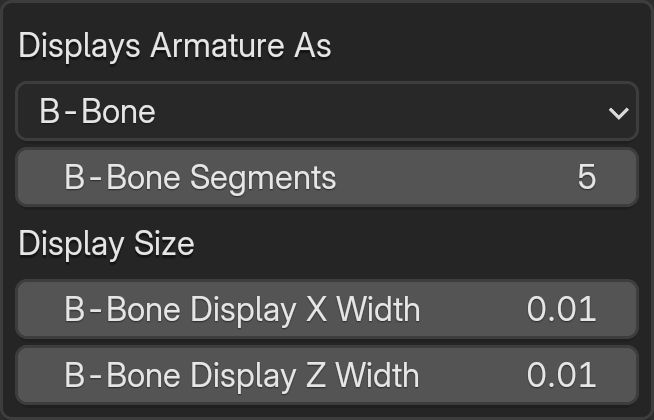 Displays Armature As
B-Bone
B-Bone Segments 5
Display Size
B-Bone Display X Width 0.01
B-Bone Display Z Width 0.01